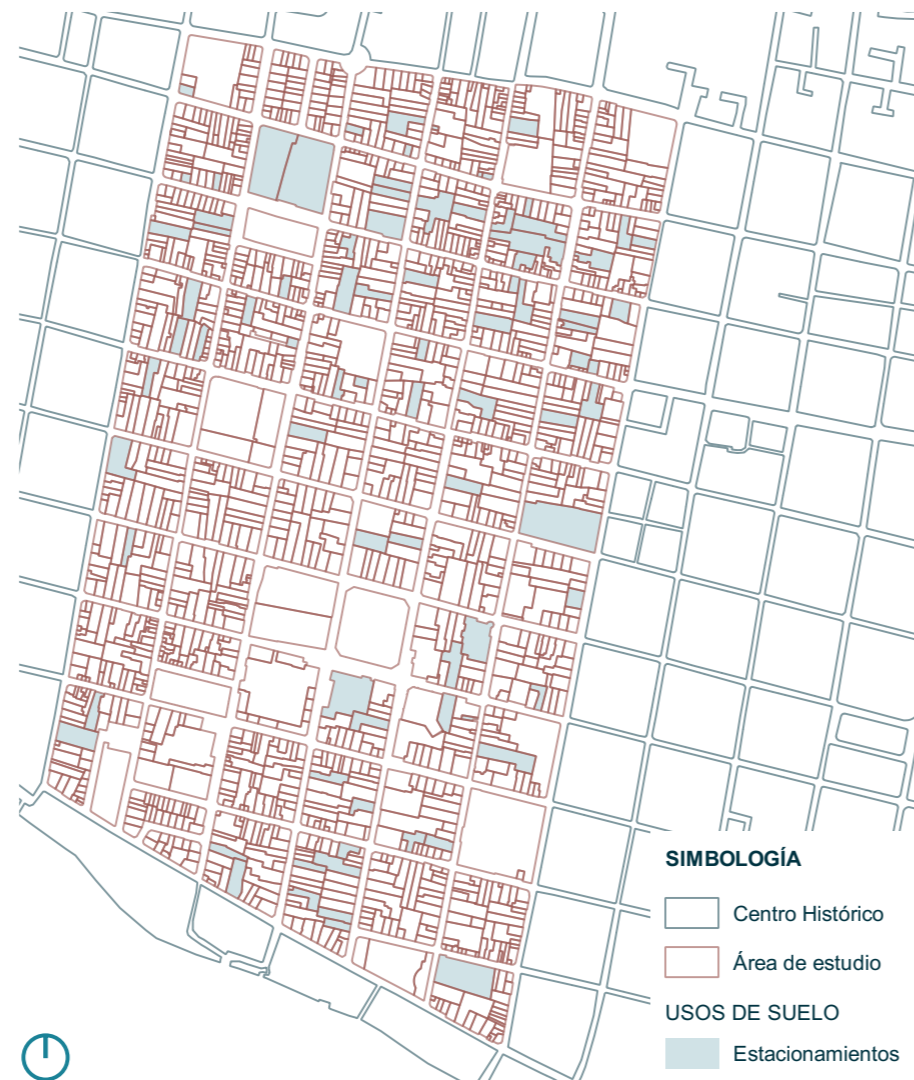 SIMBOLOGÍA
Centro Histórico
Área de estudio
USOS DE SUELO
Estacionamientos